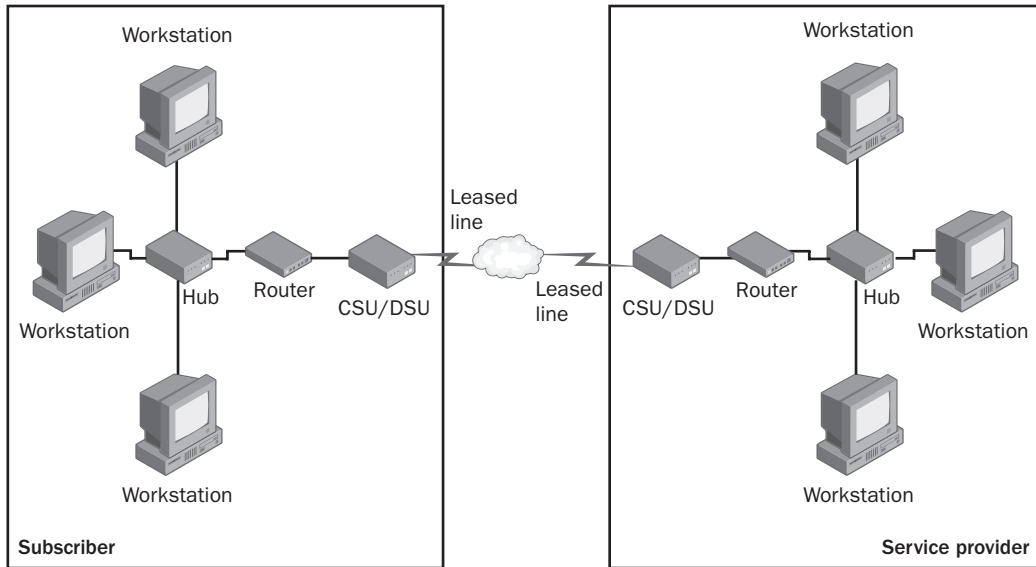 Workstation
Workstation
Leased
line
Hub
Router
CSU/DSU
Workstation
Workstation
Subscriber
Leased
line
CSU/DSU
Router
Hub
Workstation
Workstation
Service provider